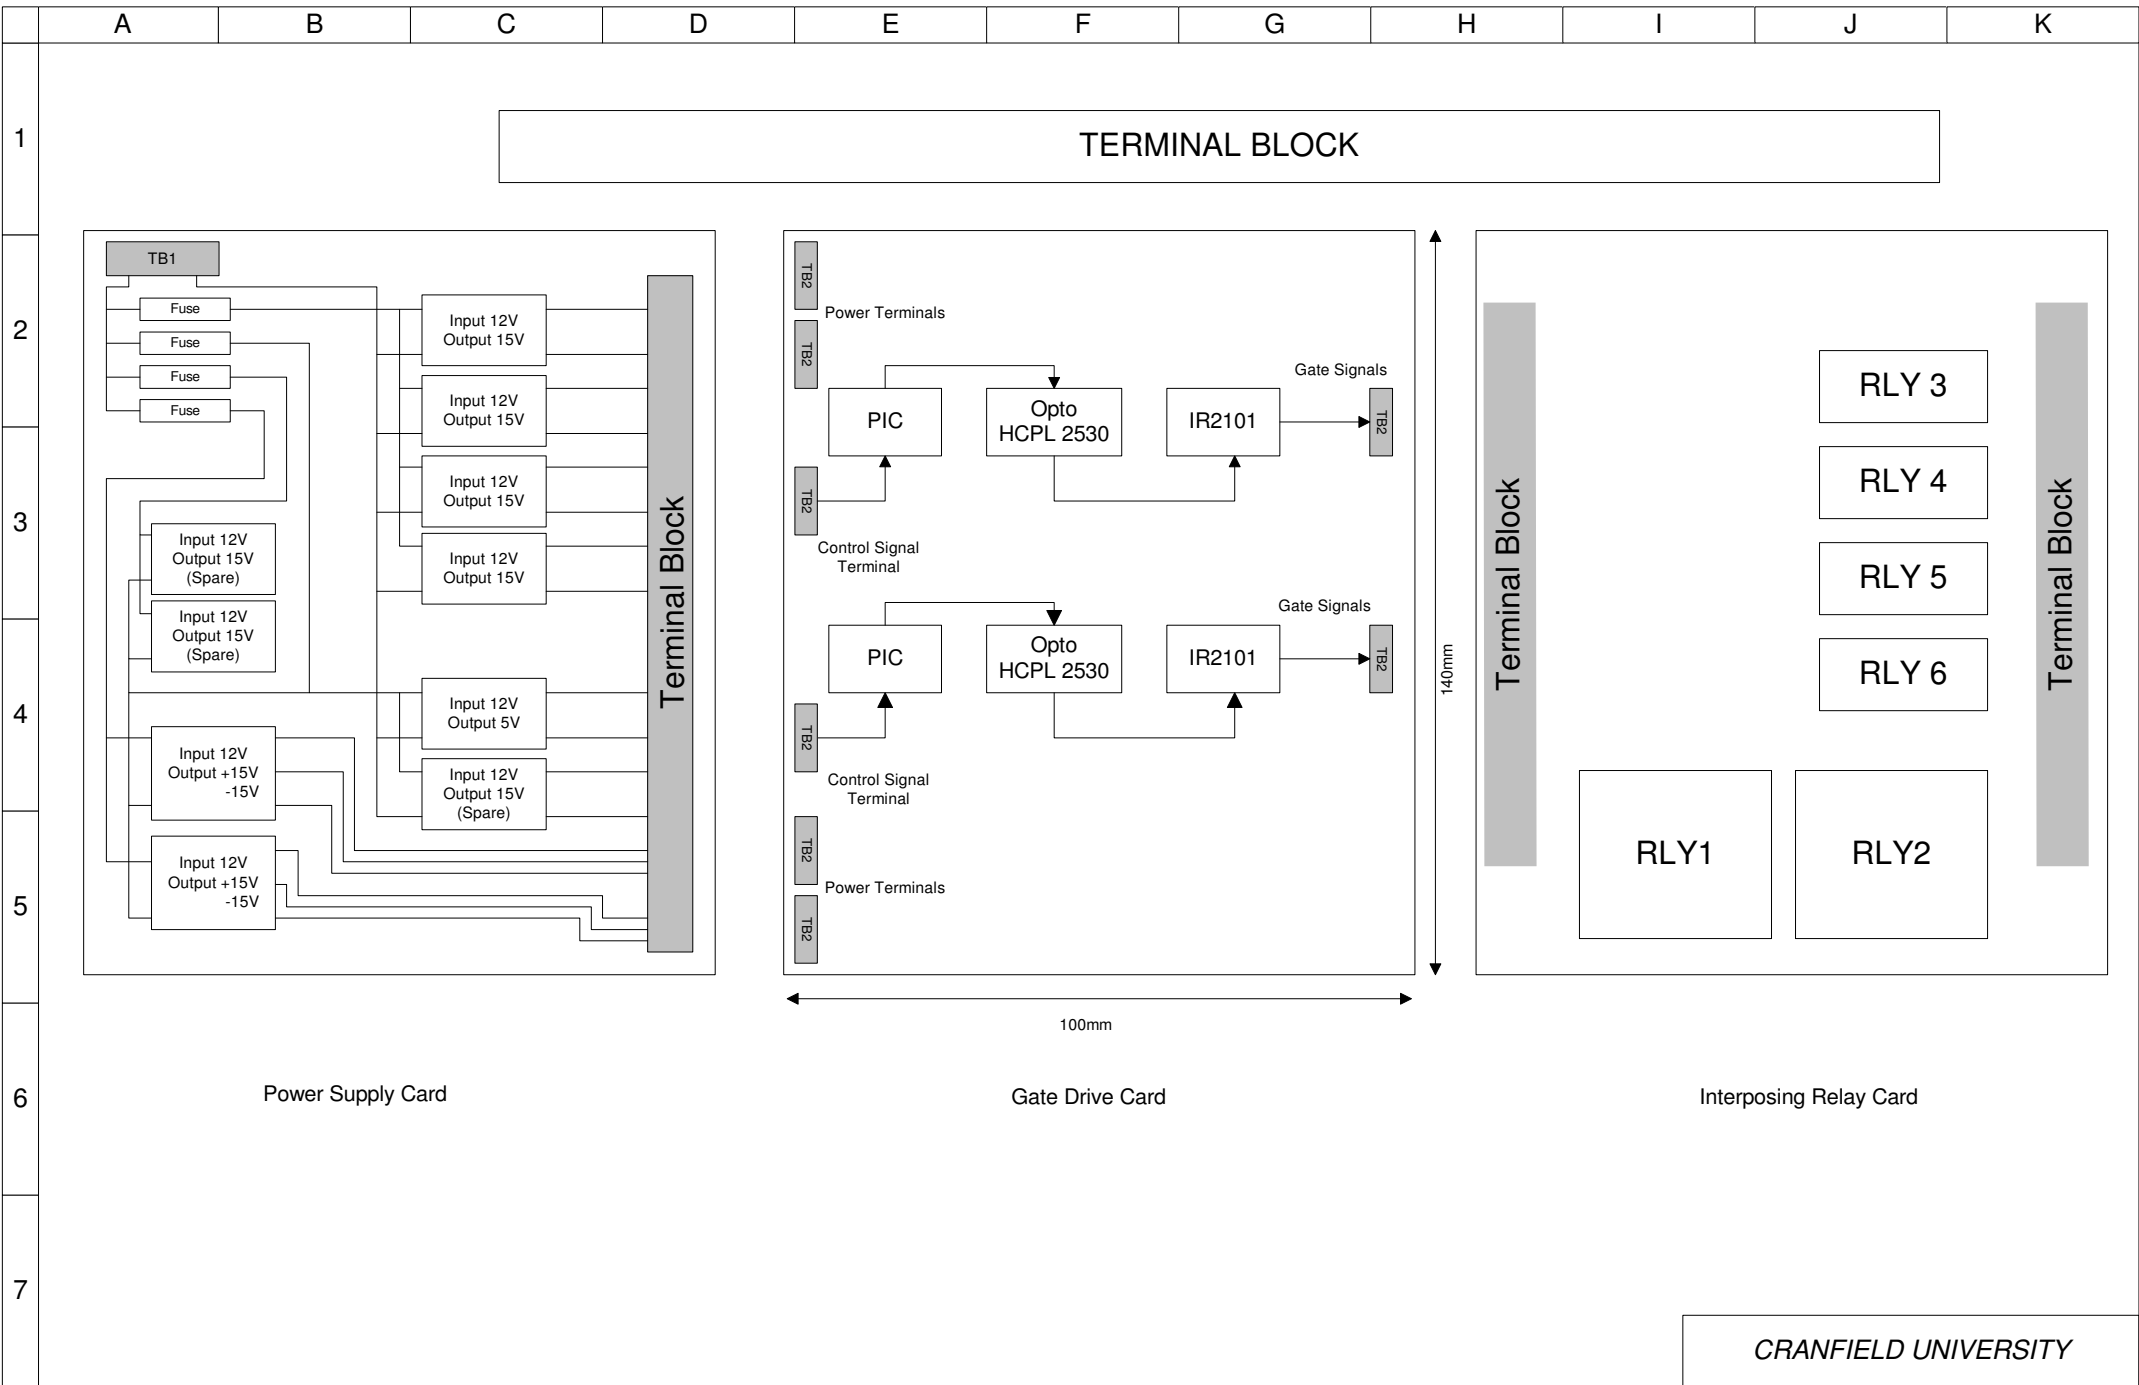 A B C D E F G H I J K
1
TERMINAL BLOCK
2
3
4
5
6
7
TB1
Fuse
Fuse
Fuse
Fuse
Input 12V
Output 15V
Input 12V
Output 15V
Input 12V
Output 15V
Input 12V
Output 15V
Input 12V
Output 15V
(Spare)
Input 12V
Output 15V
(Spare)
Input 12V
Output 5V
Input 12V
Output 15V
(Spare)
Input 12V
Output +15V
-15V
Input 12V
Output +15V
-15V
Terminal Block
Power Supply Card
TB2
Power Terminals
TB2
PIC
Opto
HCPL 2530
IR2101
Gate Signals
TB2
TB2
Control Signal
Terminal
PIC
Opto
HCPL 2530
IR2101
Gate Signals
TB2
TB2
Control Signal
Terminal
TB2
Power Terminals
TB2
140mm
100mm
Gate Drive Card
Terminal Block
RLY 3
RLY 4
RLY 5
RLY 6
RLY1
RLY2
Terminal Block
Interposing Relay Card
CRANFIELD UNIVERSITY